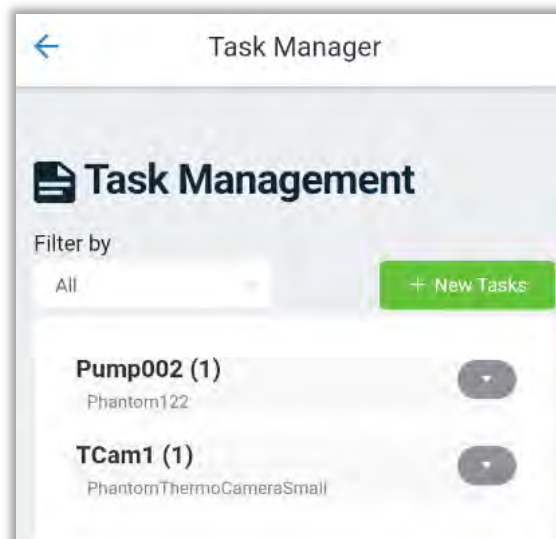 Task Manager
Task Management
Filter by
All
+ New Tasks
Pump002 (1)
Phantom122
TCam1 (1)
PhantomThermoCameraSmall